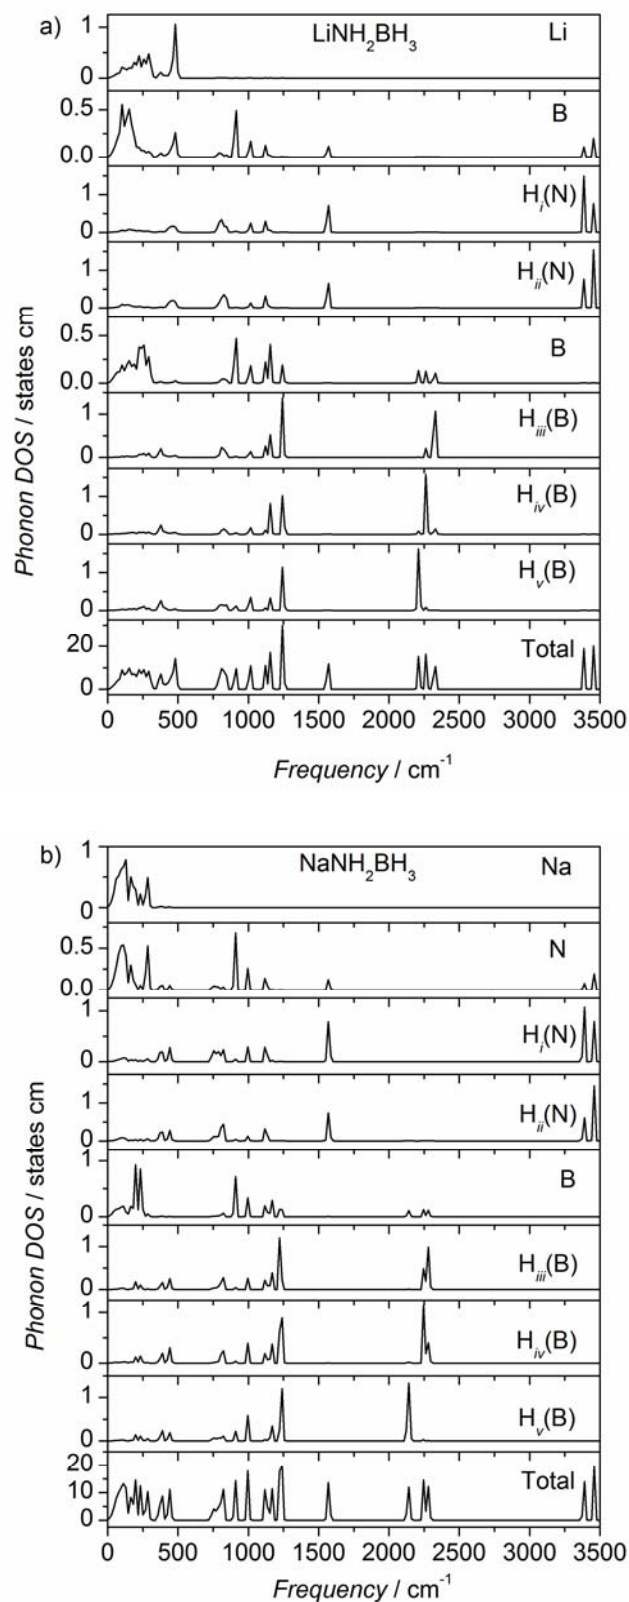 a)
LiNH2BH3
Li
1
0
B
0.5
0.0
Hi(N)
1
0
Hii(N)
1
0
B
0.5
0.0
Hiii(B)
1
0
Hiv(B)
1
0
Hv(B)
1
0
Total
20
0
0 500 1000 1500 2000 2500 3000 3500
Phonon DOS / states cm
Frequency / cm-1
b)
NaNH2BH3
Na
1
0
N
0.5
0.0
Hi(N)
1
0
Hii(N)
1
0
B
1
0
Hiii(B)
1
0
Hiv(B)
1
0
Hv(B)
1
0
Total
20
10
0
0 500 1000 1500 2000 2500 3000 3500
Phonon DOS / states cm
Frequency / cm-1